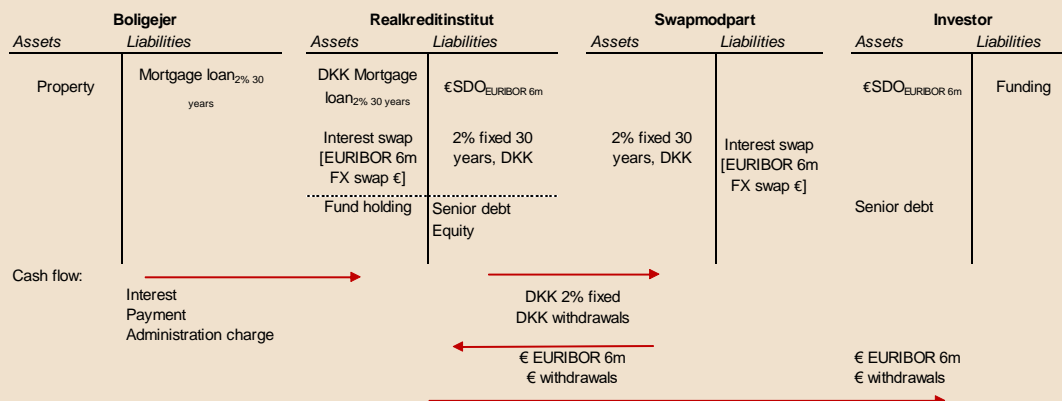 Boligejer
Realkreditinstitut
Swapmodpart
Investor
Assets Liabilities
Assets Liabilities
Assets Liabilities
Assets Liabilities
Property
Mortgage loan2% 30
years
DKK Mortgage
loan2% 30 years
€SDOEURIBOR 6m
€SDOEURIBOR 6m
Funding
Interest swap
[EURIBOR 6m
FX swap €]
2% fixed 30
years, DKK
2% fixed 30
years, DKK
Interest swap
[EURIBOR 6m
FX swap €]
Fund holding
Senior debt
Equity
Senior debt
Cash flow:
Interest
Payment
Administration charge
DKK 2% fixed
DKK withdrawals
€ EURIBOR 6m
€ withdrawals
€ EURIBOR 6m
€ withdrawals